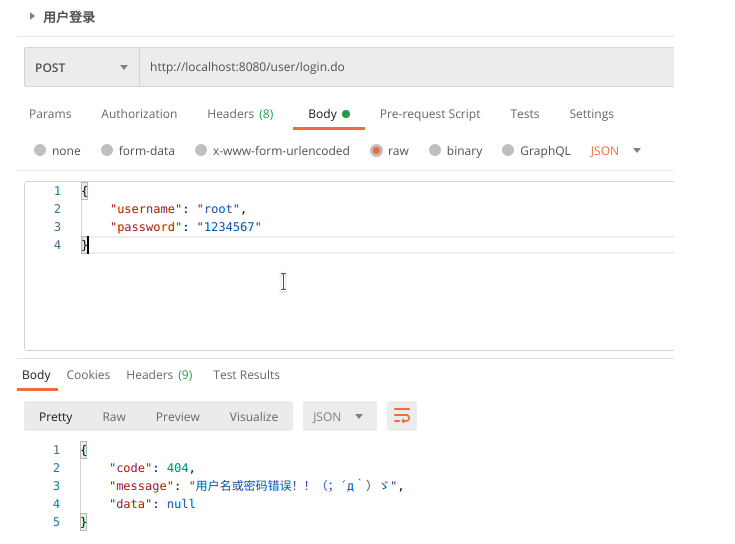 用户登录
POST http://localhost:8080/user/login.do
Params Authorization Headers (8) Body Pre-request Script Tests Settings
none form-data x-www-form-urlencoded raw binary GraphQL JSON
1 {
2 "username": "root",
3 "password": "1234567"
4 }
Body Cookies Headers (9) Test Results
Pretty Raw Preview Visualize JSON
1 {
2 "code": 404,
3 "message": "用户名或密码错误！！（；´д｀）ゞ",
4 "data": null
5 }